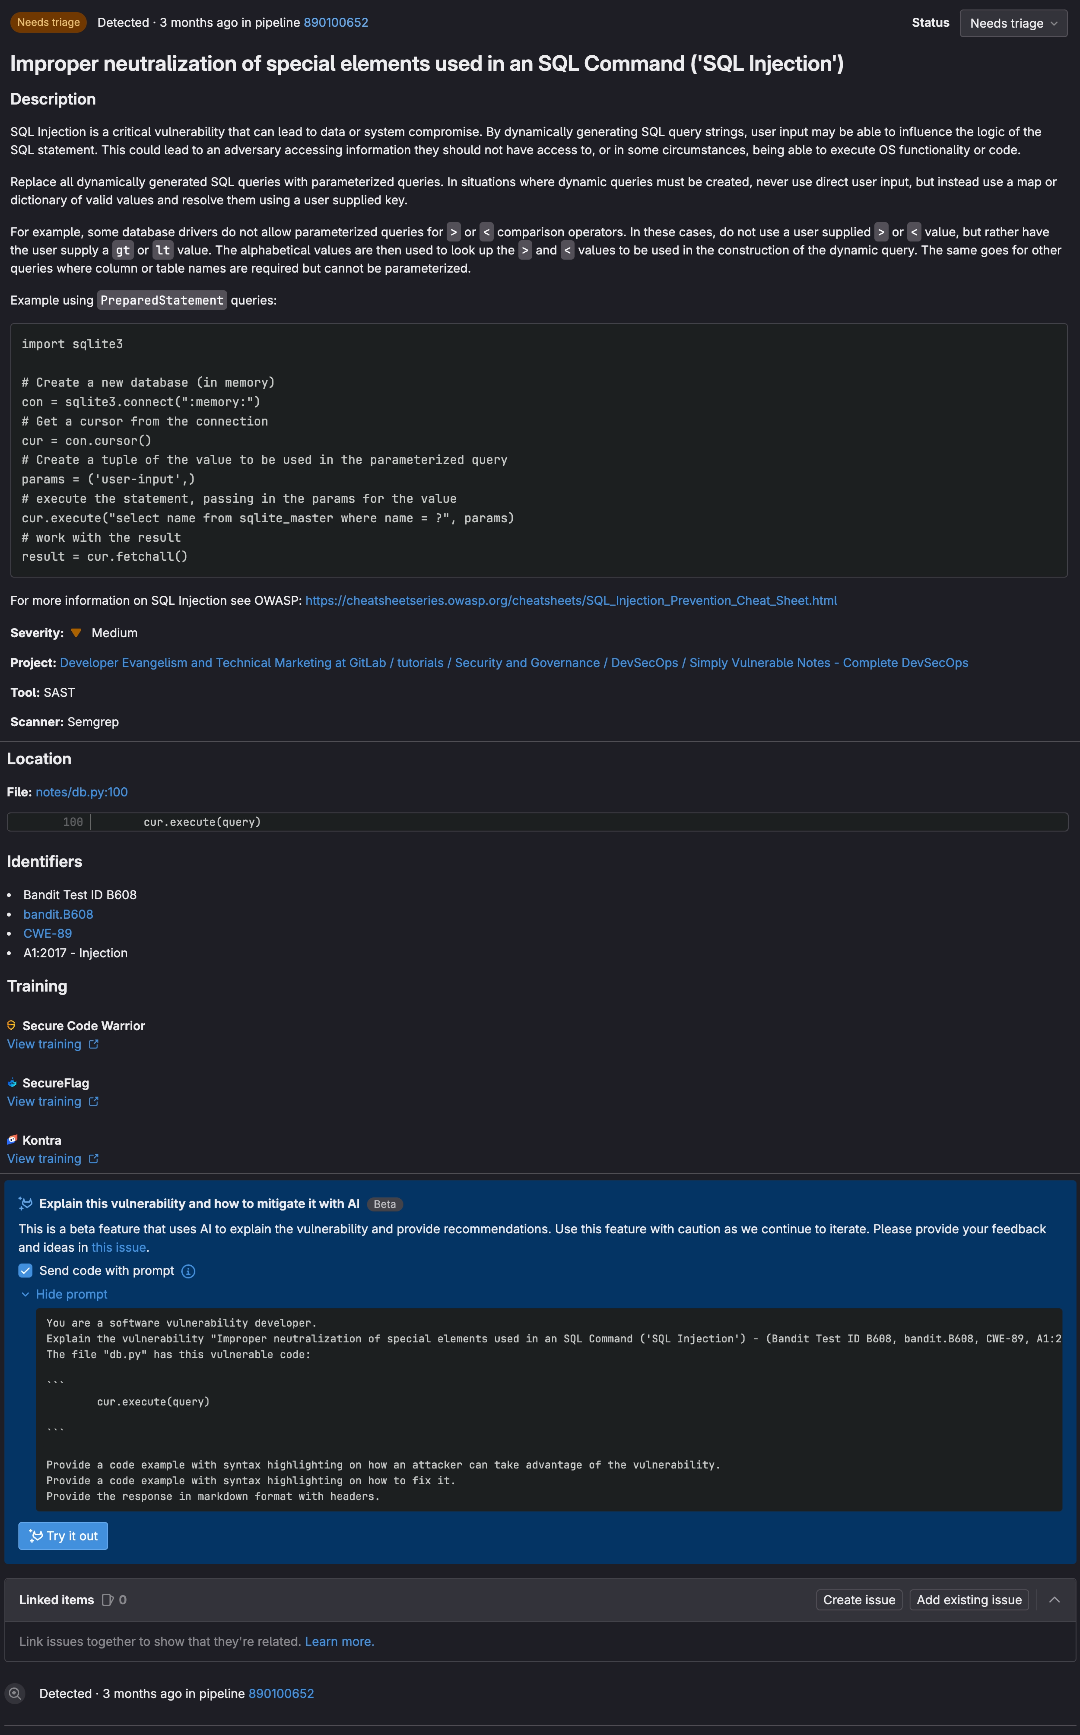 Needs triage Detected · 3 months ago in pipeline 890100652 Status Needs triage
Improper neutralization of special elements used in an SQL Command ('SQL Injection')
Description
SQL Injection is a critical vulnerability that can lead to data or system compromise. By dynamically generating SQL query strings, user input may be able to influence the logic of the
SQL statement. This could lead to an adversary accessing information they should not have access to, or in some circumstances, being able to execute OS functionality or code.
Replace all dynamically generated SQL queries with parameterized queries. In situations where dynamic queries must be created, never use direct user input, but instead use a map or
dictionary of valid values and resolve them using a user supplied key.
For example, some database drivers do not allow parameterized queries for > or < comparison operators. In these cases, do not use a user supplied > or < value, but rather have
the user supply a gt or lt value. The alphabetical values are then used to look up the > and < values to be used in the construction of the dynamic query. The same goes for other
queries where column or table names are required but cannot be parameterized.
Example using PreparedStatement queries:
import sqlite3
# Create a new database (in memory)
con = sqlite3.connect(":memory:")
# Get a cursor from the connection
cur = con.cursor()
# Create a tuple of the value to be used in the parameterized query
params = ('user-input',)
# execute the statement, passing in the params for the value
cur.execute("select name from sqlite_master where name = ?", params)
# work with the result
result = cur.fetchall()
For more information on SQL Injection see OWASP: https://cheatsheetseries.owasp.org/cheatsheets/SQL_Injection_Prevention_Cheat_Sheet.html
Severity: Medium
Project: Developer Evangelism and Technical Marketing at GitLab / tutorials / Security and Governance / DevSecOps / Simply Vulnerable Notes - Complete DevSecOps
Tool: SAST
Scanner: Semgrep
Location
File: notes/db.py:100
100 cur.execute(query)
Identifiers
• Bandit Test ID B608
• bandit.B608
• CWE-89
• A1:2017 - Injection
Training
Secure Code Warrior
View training
SecureFlag
View training
Kontra
View training
Explain this vulnerability and how to mitigate it with AI Beta
This is a beta feature that uses AI to explain the vulnerability and provide recommendations. Use this feature with caution as we continue to iterate. Please provide your feedback
and ideas in this issue.
Send code with prompt
Hide prompt
You are a software vulnerability developer.
Explain the vulnerability "Improper neutralization of special elements used in an SQL Command ('SQL Injection') - (Bandit Test ID B608, bandit.B608, CWE-89, A1:2
The file "db.py" has this vulnerable code:
```
cur.execute(query)
```
Provide a code example with syntax highlighting on how an attacker can take advantage of the vulnerability.
Provide a code example with syntax highlighting on how to fix it.
Provide the response in markdown format with headers.
Try it out
Linked items 0 Create issue Add existing issue
Link issues together to show that they're related. Learn more.
Detected · 3 months ago in pipeline 890100652